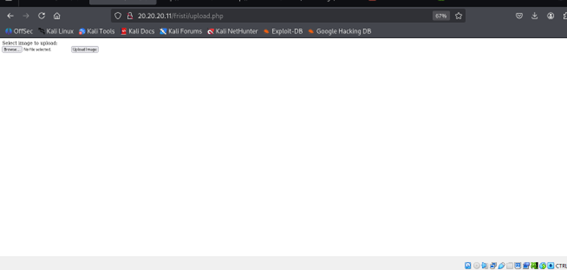 20.20.20.11/fristi/upload.php
67%
OffSec Kali Linux Kali Tools Kali Docs Kali Forums Kali NetHunter Exploit-DB Google Hacking DB
Select image to upload:
Browse... No file selected. Upload Image
CTRL